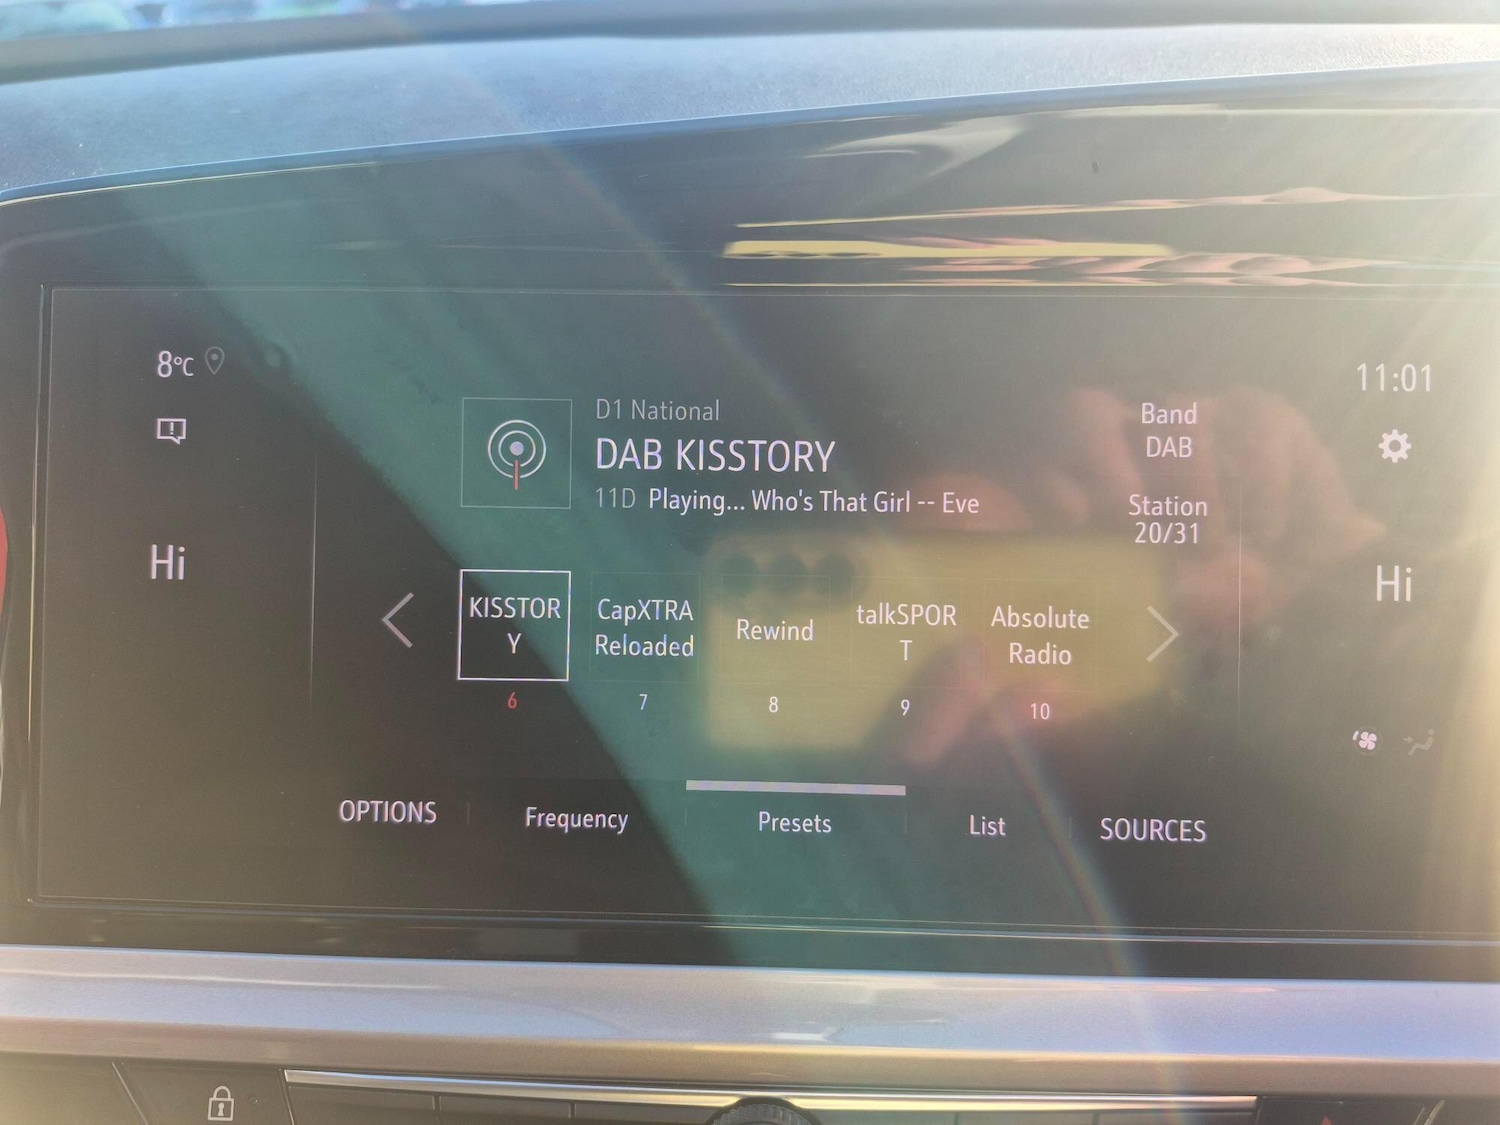 8°C
11:01
D1 National
DAB KISSTORY
11D Playing... Who's That Girl -- Eve
Band
DAB
Station
20/31
Hi
Hi
KISSTOR
Y
6
CapXTRA
Reloaded
7
Rewind
8
talkSPOR
T
9
Absolute
Radio
10
OPTIONS
Frequency
Presets
List
SOURCES